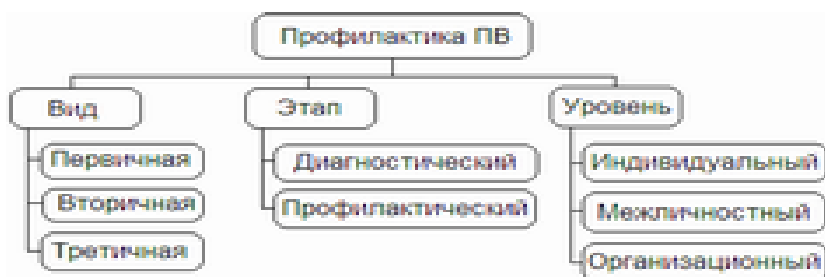 Профилактика ПВ
Вид
Этап
Уровень
Первичная
Диагностический
Индивидуальный
Вторичная
Профилактический
Межличностный
Третичная
Организационный